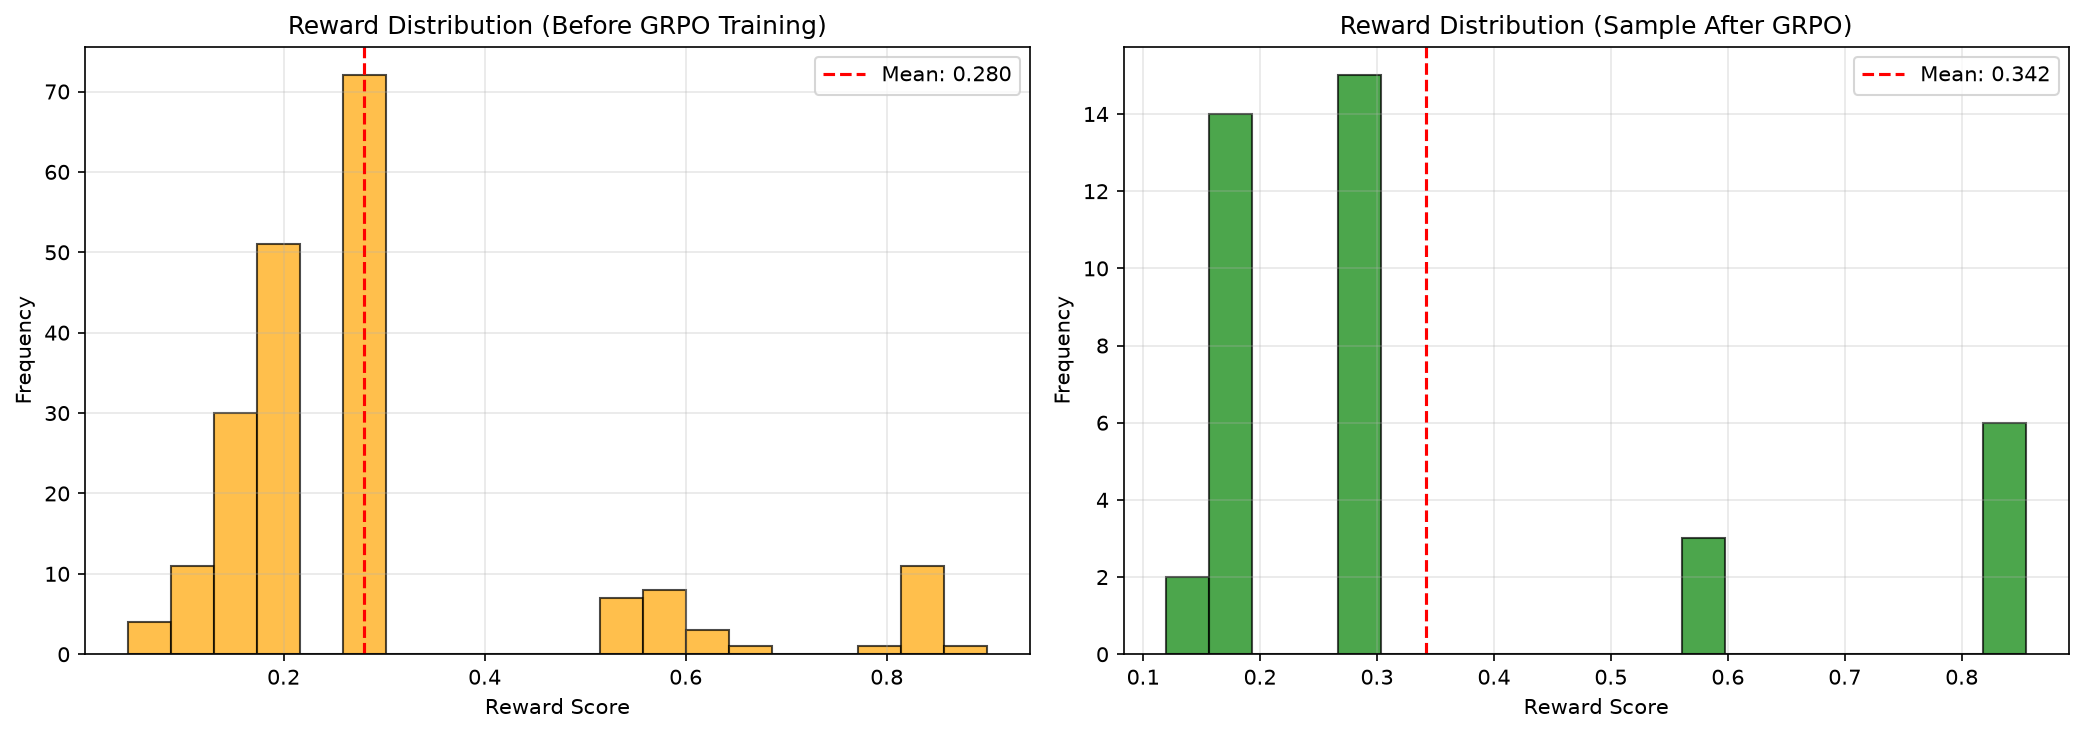 Reward Distribution (Before GRPO Training)
Mean: 0.280
70
60
50
40
30
20
10
0
Frequency
0.2 0.4 0.6 0.8
Reward Score
Reward Distribution (Sample After GRPO)
Mean: 0.342
14
12
10
8
6
4
2
0
Frequency
0.1 0.2 0.3 0.4 0.5 0.6 0.7 0.8
Reward Score